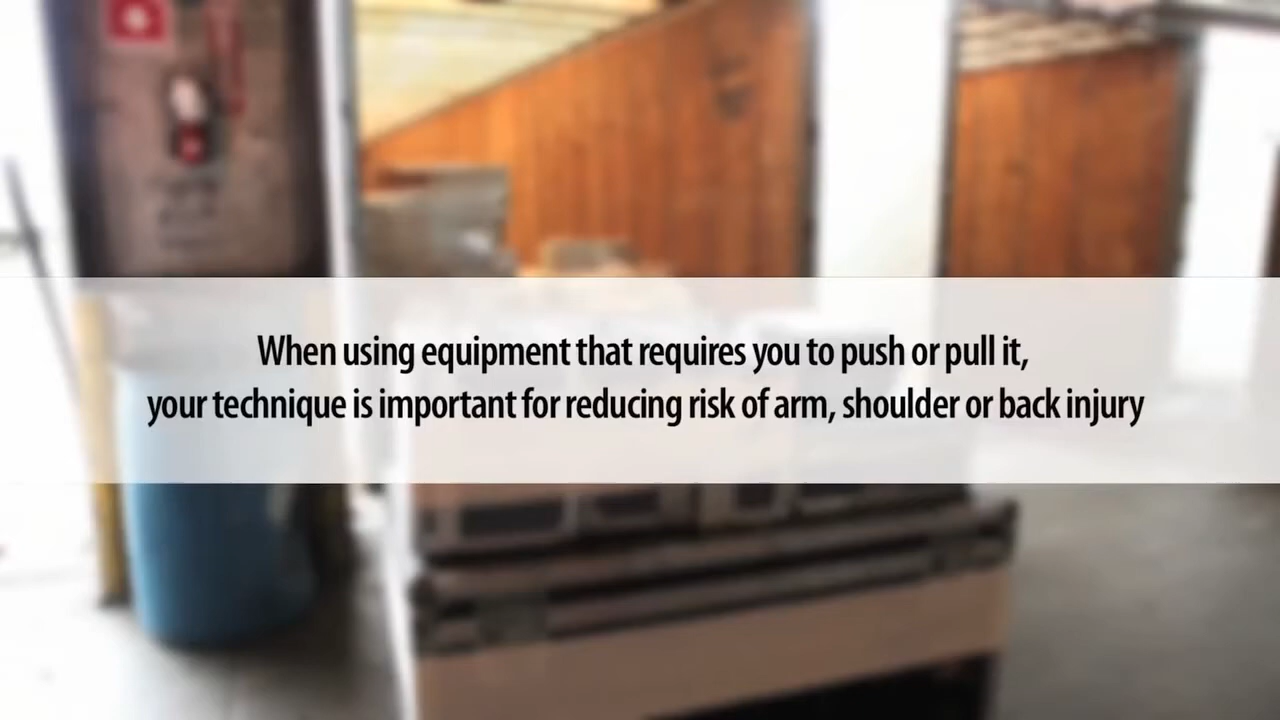 When using equipment that requires you to push or pull it,
your technique is important for reducing risk of arm, shoulder or back injury